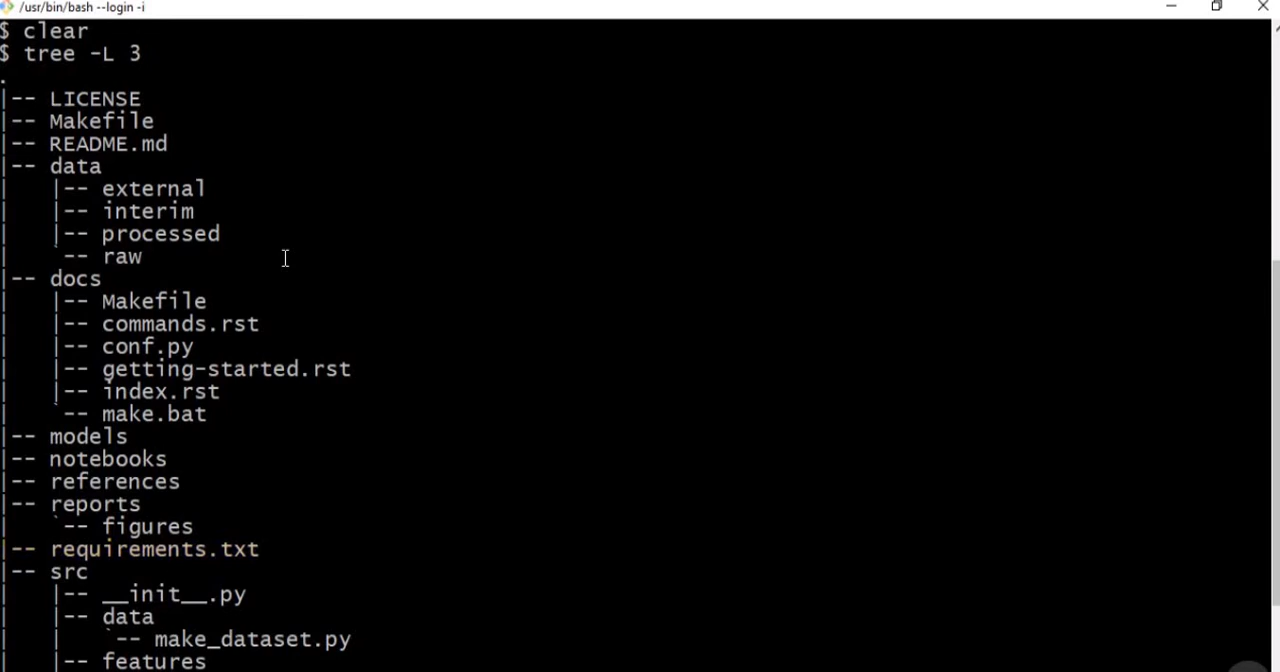 /usr/bin/bash --login -i
$ clear
$ tree -L 3
.
|-- LICENSE
|-- Makefile
|-- README.md
|-- data
|   |-- external
|   |-- interim
|   |-- processed
|   `-- raw
|-- docs
|   |-- Makefile
|   |-- commands.rst
|   |-- conf.py
|   |-- getting-started.rst
|   |-- index.rst
|   `-- make.bat
|-- models
|-- notebooks
|-- references
|-- reports
|   `-- figures
|-- requirements.txt
|-- src
|   |-- __init__.py
|   |-- data
|   |   `-- make_dataset.py
|   |-- features